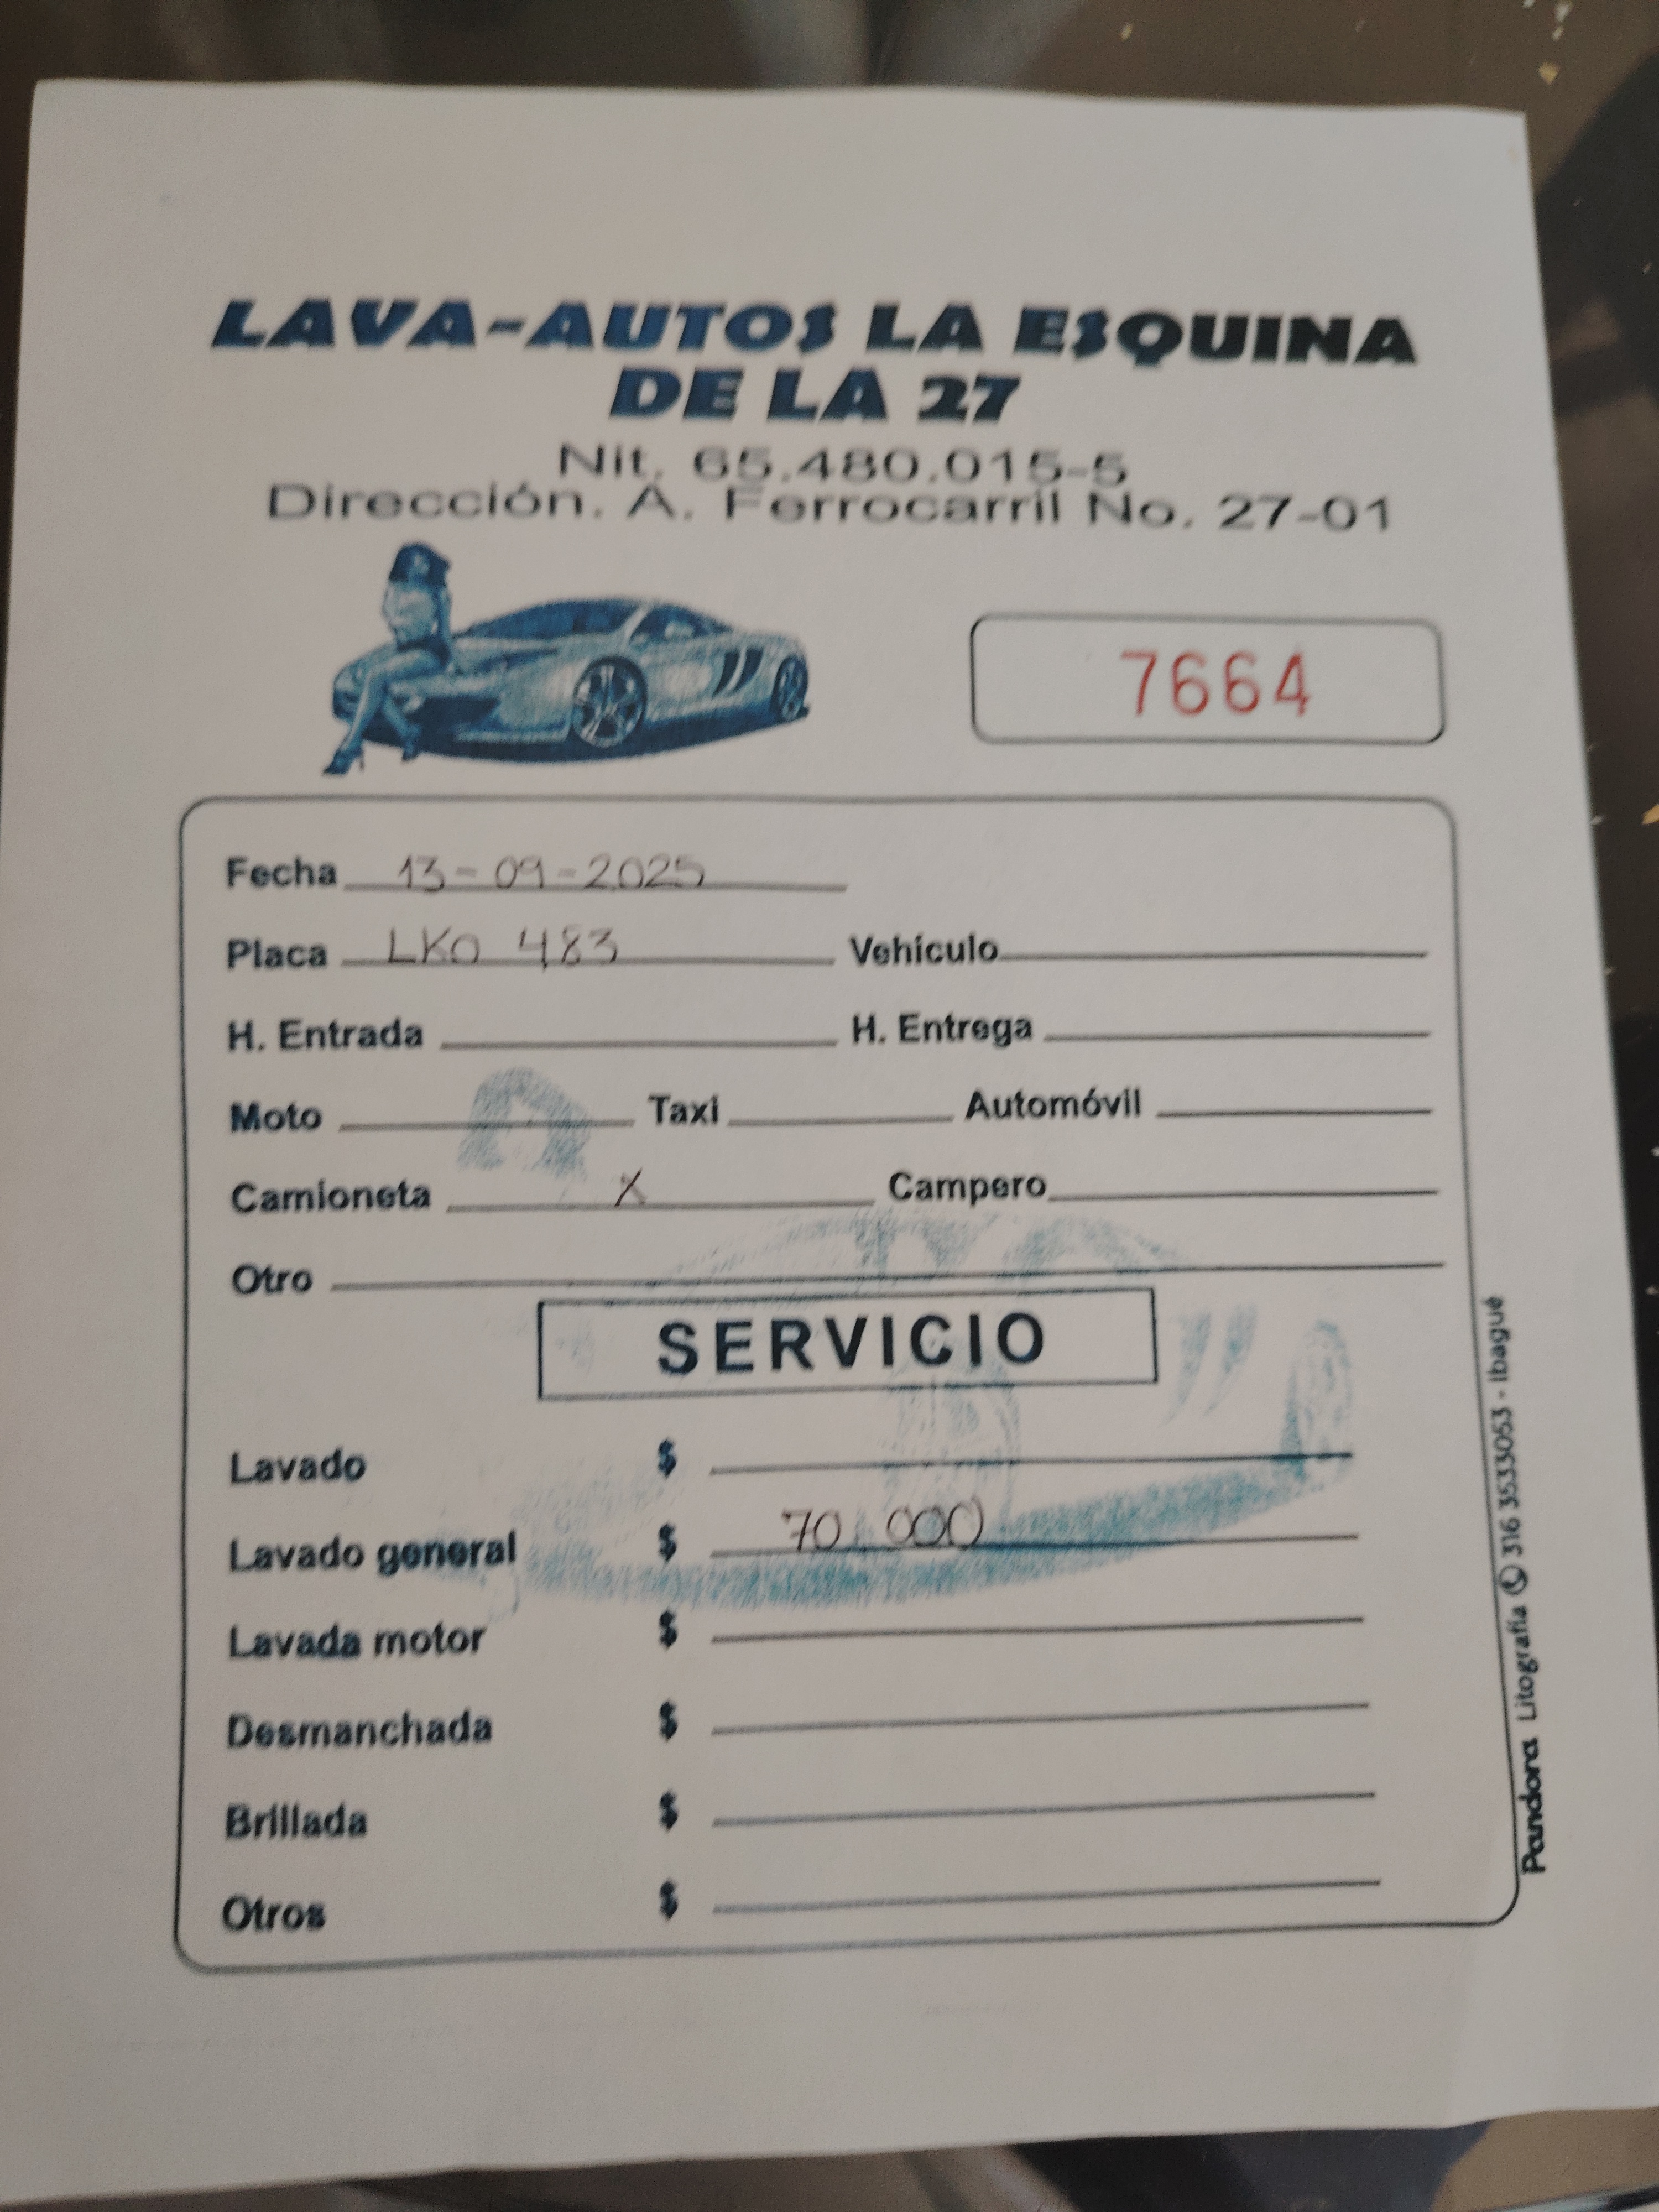 LAVA-AUTOS LA ESQUINA
DE LA 27
Nit. 65.480.015-5
Dirección. A. Ferrocarril No. 27-01
7664
Fecha 13-09-2025
Placa LKO 483 Vehículo
H. Entrada H. Entrega
Moto Taxi Automóvil
Camioneta X Campero
Otro
SERVICIO
Lavado $
Lavado general $ 70.000
Lavada motor $
Desmanchada $
Brillada $
Otros $
Pandora Litografía 316 3533053 - Ibagué